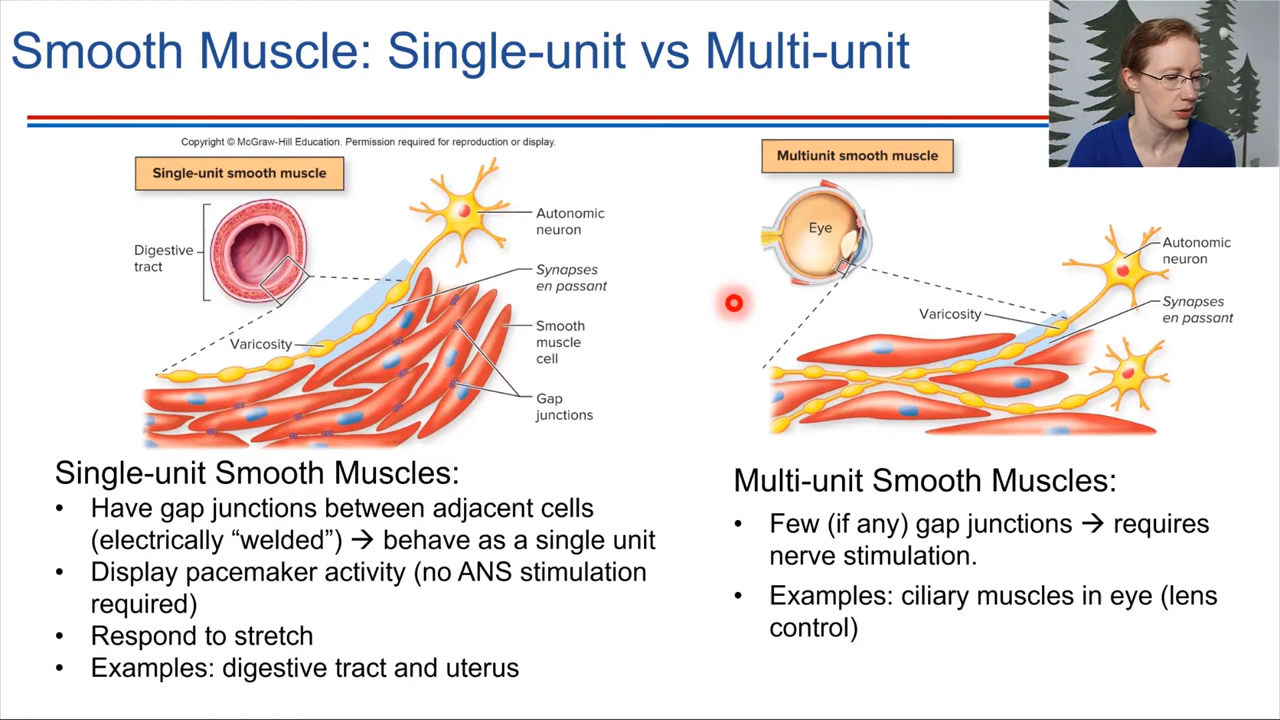 Smooth Muscle: Single-unit vs Multi-unit
Copyright © McGraw-Hill Education. Permission required for reproduction or display.
Single-unit smooth muscle
Digestive
tract
Autonomic
neuron
Synapses
en passant
Varicosity
Smooth
muscle
cell
Gap
junctions
Single-unit Smooth Muscles:
• Have gap junctions between adjacent cells
(electrically “welded”) → behave as a single unit
• Display pacemaker activity (no ANS stimulation
required)
• Respond to stretch
• Examples: digestive tract and uterus
Multiunit smooth muscle
Eye
Autonomic
neuron
Varicosity
Synapses
en passant
Multi-unit Smooth Muscles:
• Few (if any) gap junctions → requires
nerve stimulation.
• Examples: ciliary muscles in eye (lens
control)